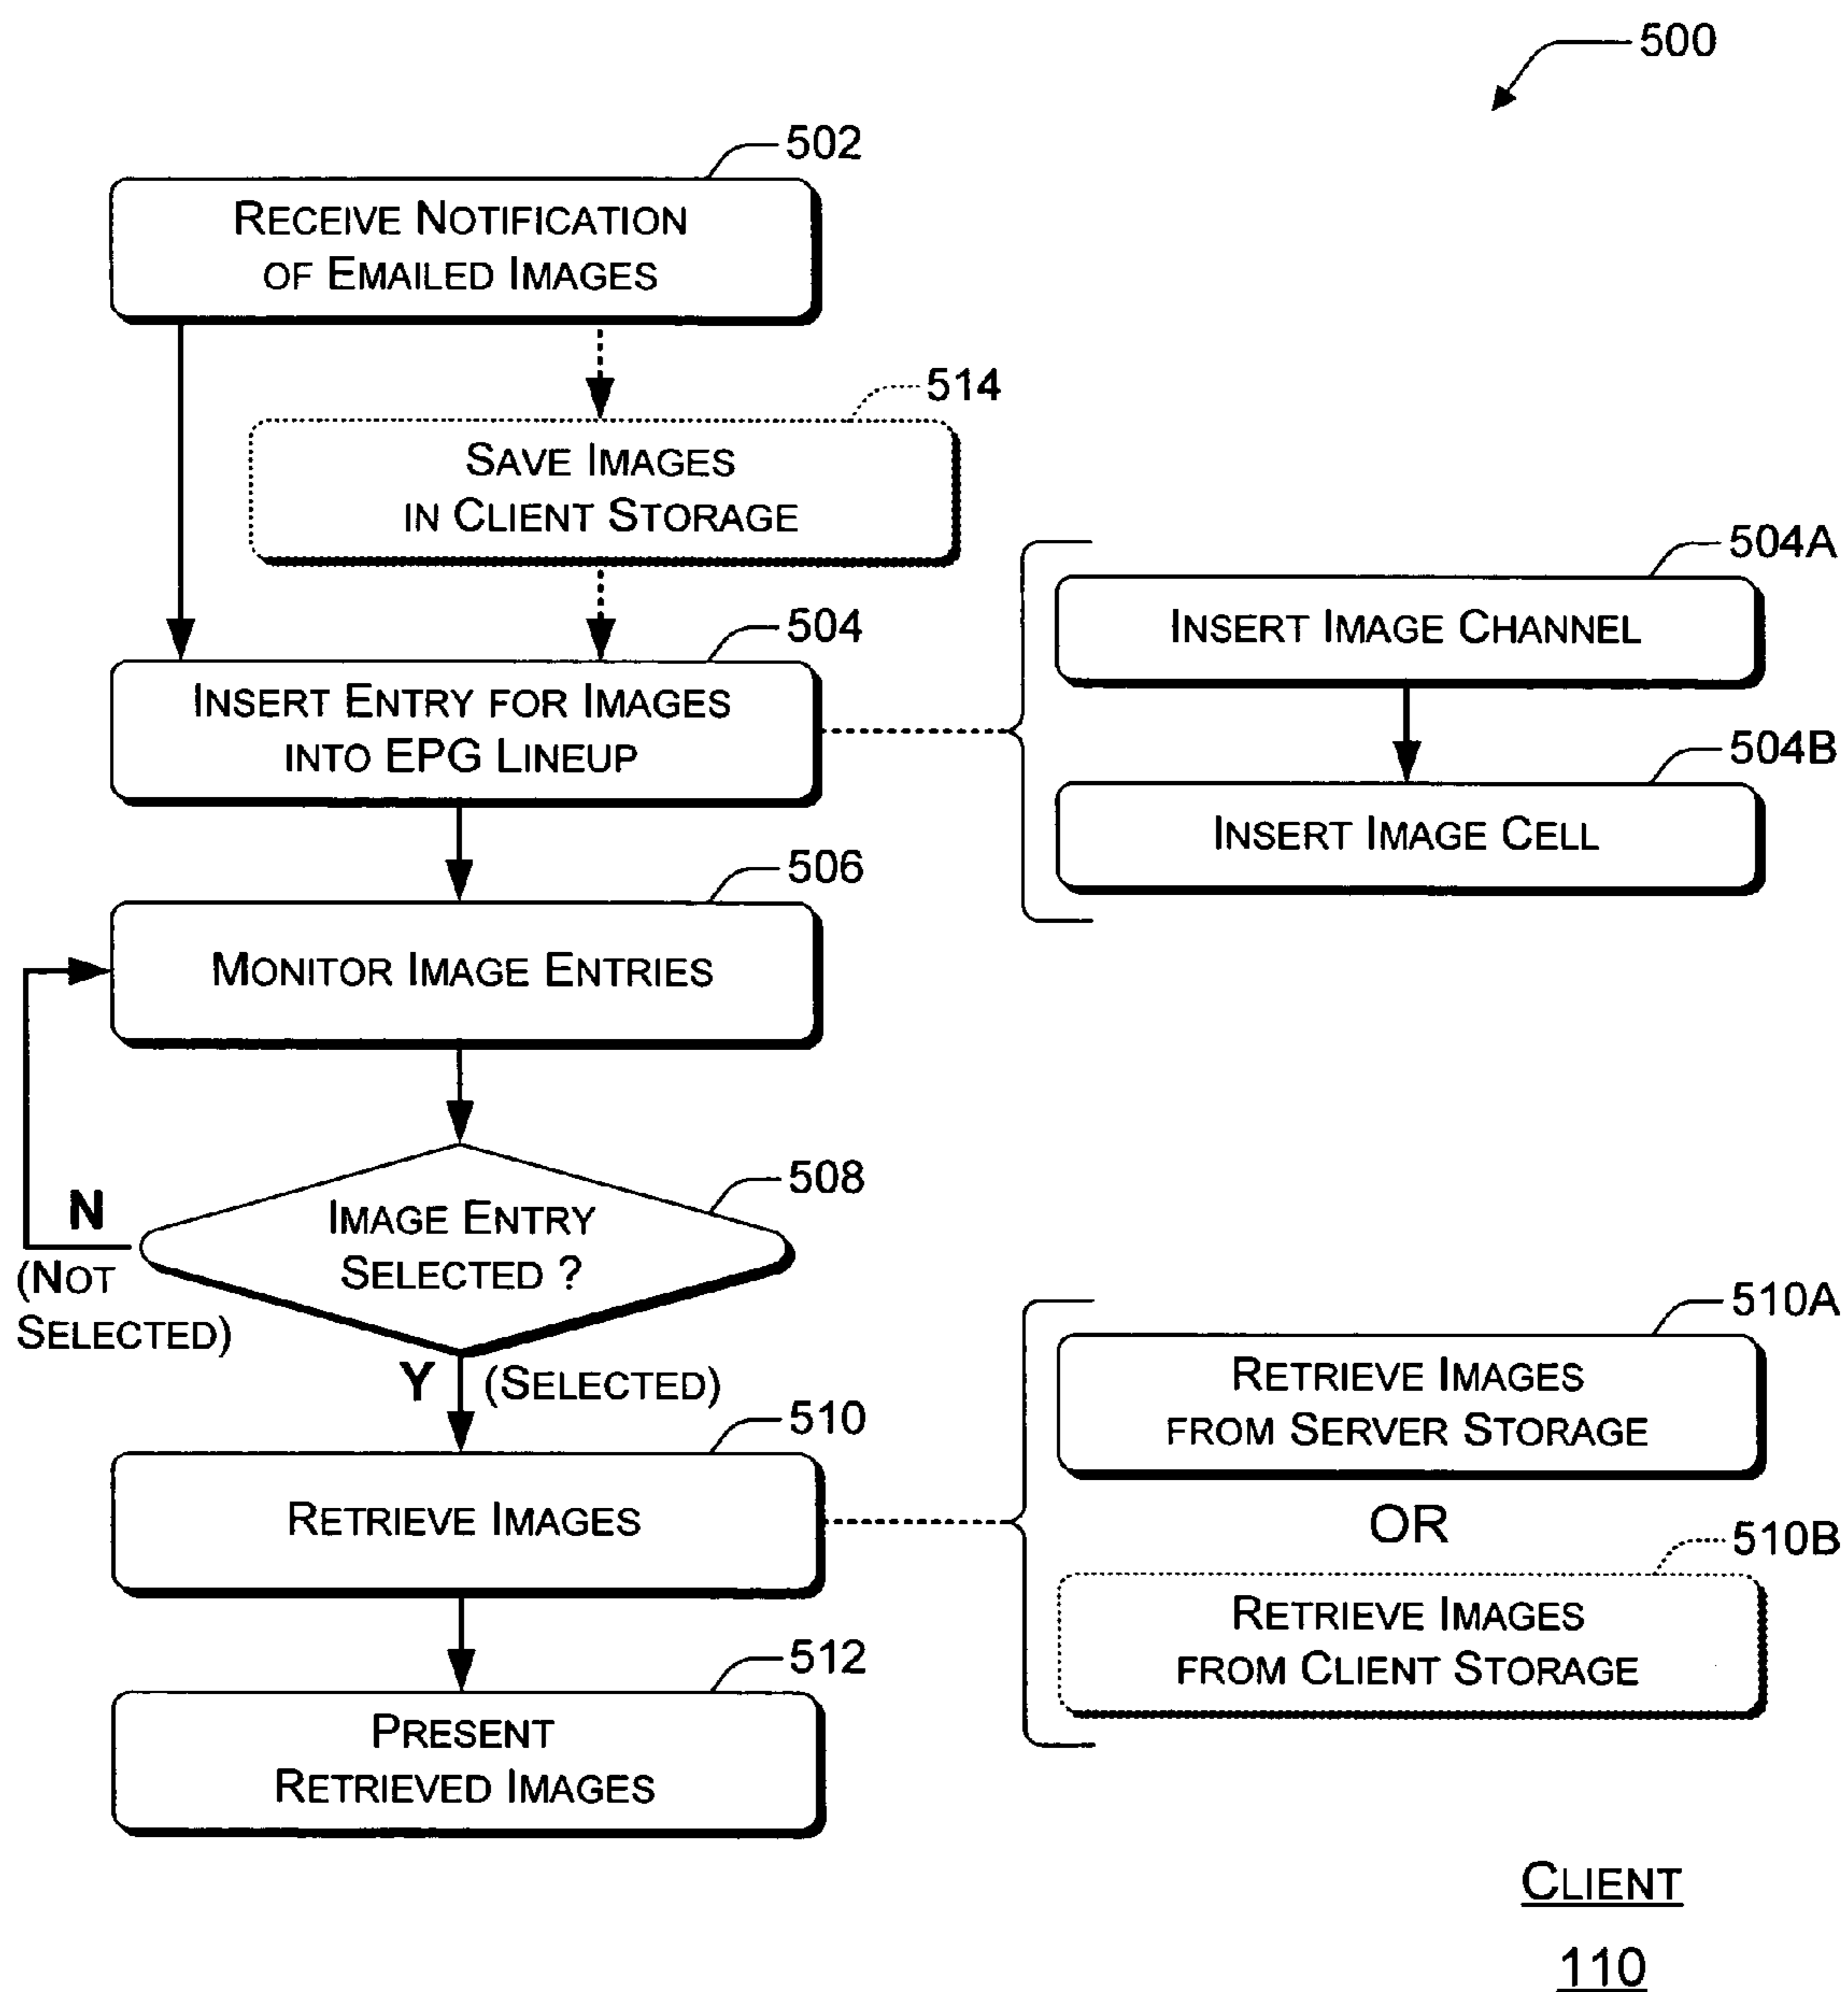 500
502
RECEIVE NOTIFICATION
OF EMAILED IMAGES
514
SAVE IMAGES
IN CLIENT STORAGE
504
INSERT ENTRY FOR IMAGES
INTO EPG LINEUP
504A
INSERT IMAGE CHANNEL
504B
INSERT IMAGE CELL
506
MONITOR IMAGE ENTRIES
508
IMAGE ENTRY
SELECTED ?
N
(NOT
SELECTED)
Y (SELECTED)
510
RETRIEVE IMAGES
510A
RETRIEVE IMAGES
FROM SERVER STORAGE
OR
510B
RETRIEVE IMAGES
FROM CLIENT STORAGE
512
PRESENT
RETRIEVED IMAGES
CLIENT
110